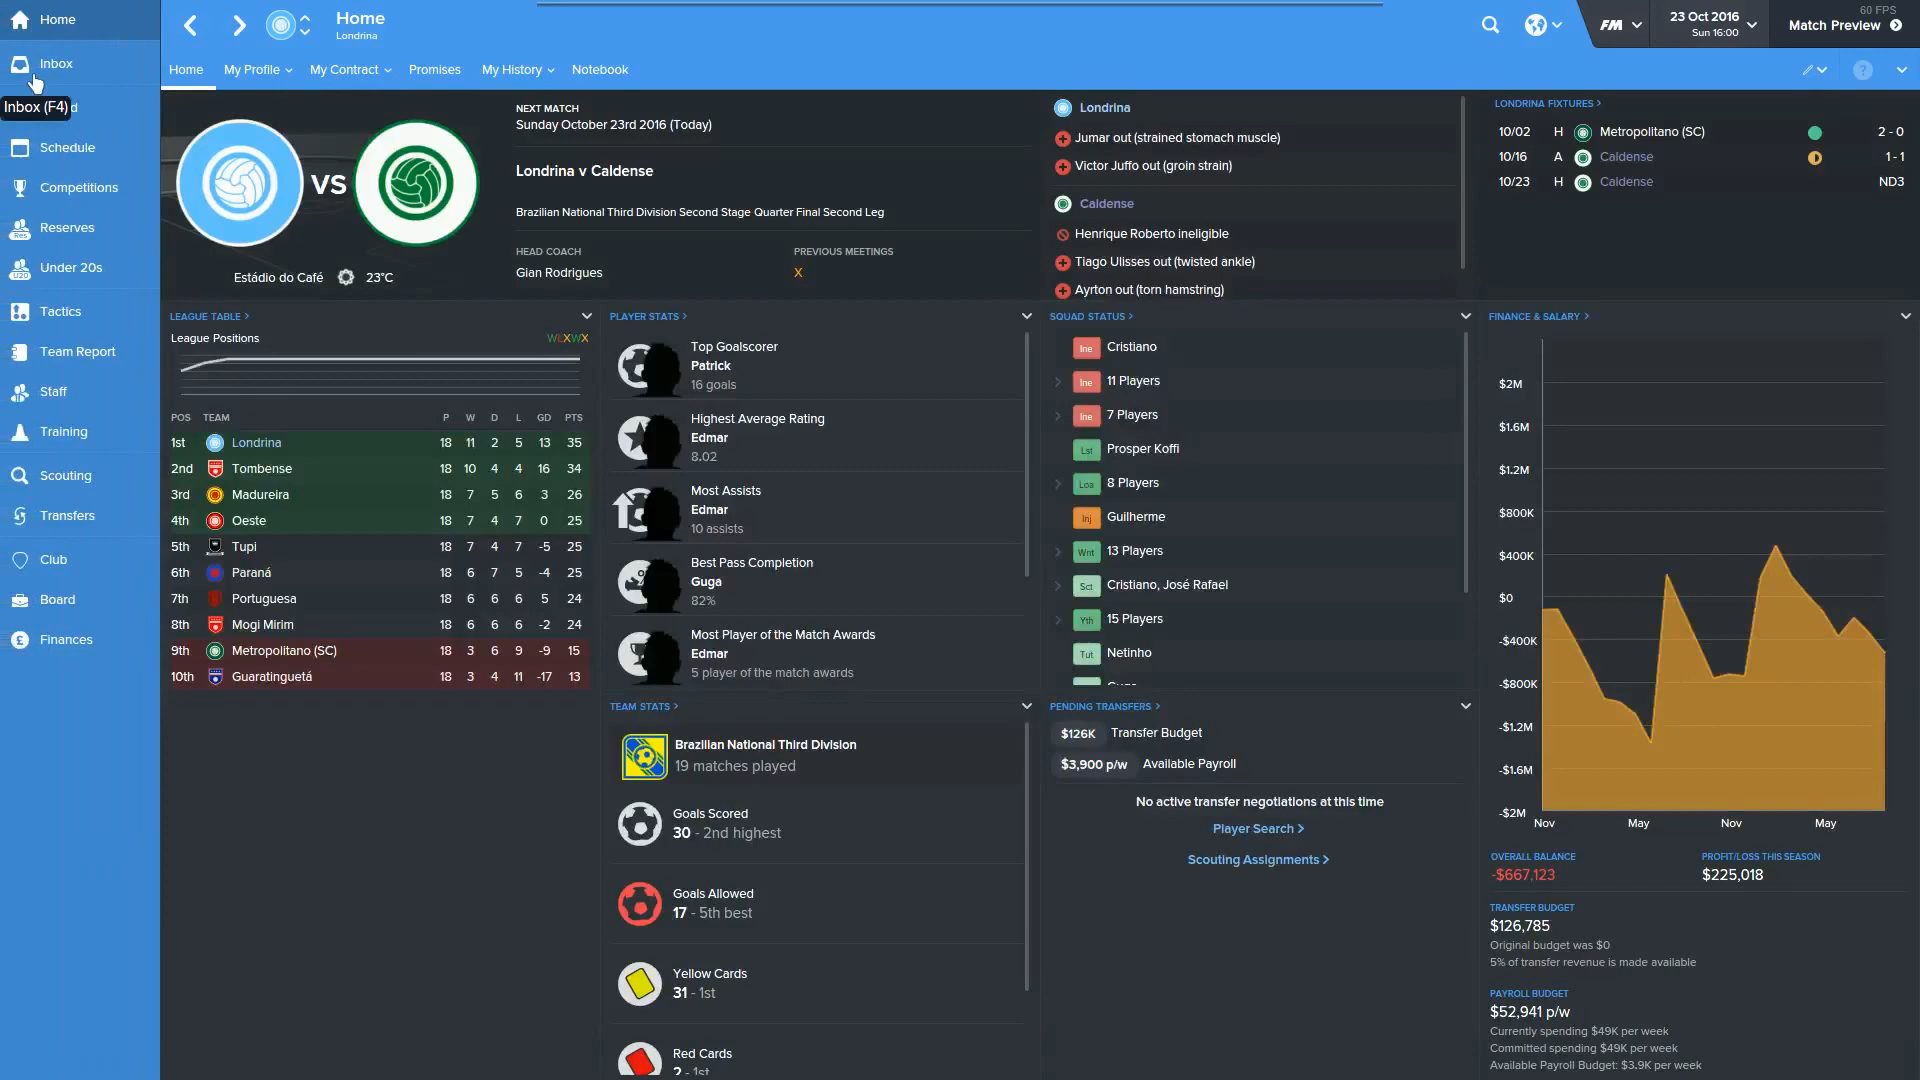 Home
Inbox
Inbox (F4)
d
Schedule
Competitions
Res
Reserves
U20
Under 20s
Tactics
Team Report
Staff
Training
Scouting
Transfers
Club
Board
£
Finances
Home
Londrina
FM
23 Oct 2016
Sun 16:00
60 FPS
Match Preview
Home
My Profile
My Contract
Promises
My History
Notebook
?
VS
Estádio do Café
23°C
NEXT MATCH
Sunday October 23rd 2016 (Today)
Londrina v Caldense
Brazilian National Third Division Second Stage Quarter Final Second Leg
HEAD COACH
PREVIOUS MEETINGS
Gian Rodrigues
X
Londrina
Jumar out (strained stomach muscle)
Victor Juffo out (groin strain)
Caldense
Henrique Roberto ineligible
Tiago Ulisses out (twisted ankle)
Ayrton out (torn hamstring)
LONDRINA FIXTURES >
10/02 H Metropolitano (SC) 2 - 0
10/16 A Caldense 1 - 1
10/23 H Caldense ND3
LEAGUE TABLE >
League Positions WLXWX
POS TEAM P W D L GD PTS
1st Londrina 18 11 2 5 13 35
2nd Tombense 18 10 4 4 16 34
3rd Madureira 18 7 5 6 3 26
4th Oeste 18 7 4 7 0 25
5th Tupi 18 7 4 7 -5 25
6th Paraná 18 6 7 5 -4 25
7th Portuguesa 18 6 6 6 5 24
8th Mogi Mirim 18 6 6 6 -2 24
9th Metropolitano (SC) 18 3 6 9 -9 15
10th Guaratinguetá 18 3 4 11 -17 13
PLAYER STATS >
Top Goalscorer
Patrick
16 goals
Highest Average Rating
Edmar
8.02
Most Assists
Edmar
10 assists
Best Pass Completion
Guga
82%
Most Player of the Match Awards
Edmar
5 player of the match awards
TEAM STATS >
Brazilian National Third Division
19 matches played
Goals Scored
30 - 2nd highest
Goals Allowed
17 - 5th best
Yellow Cards
31 - 1st
Red Cards
2 - 1st
SQUAD STATUS >
Ine Cristiano
Ine 11 Players
Ine 7 Players
Lst Prosper Koffi
Loa 8 Players
Inj Guilherme
Wnt 13 Players
Sct Cristiano, José Rafael
Yth 15 Players
Tut Netinho
Guga
PENDING TRANSFERS >
$126K Transfer Budget
$3,900 p/w Available Payroll
No active transfer negotiations at this time
Player Search >
Scouting Assignments >
FINANCE & SALARY >
$2M
$1.6M
$1.2M
$800K
$400K
$0
-$400K
-$800K
-$1.2M
-$1.6M
-$2M
Nov May Nov May
OVERALL BALANCE
-$667,123
PROFIT/LOSS THIS SEASON
$225,018
TRANSFER BUDGET
$126,785
Original budget was $0
5% of transfer revenue is made available
PAYROLL BUDGET
$52,941 p/w
Currently spending $49K per week
Committed spending $49K per week
Available Payroll Budget: $3.9K per week